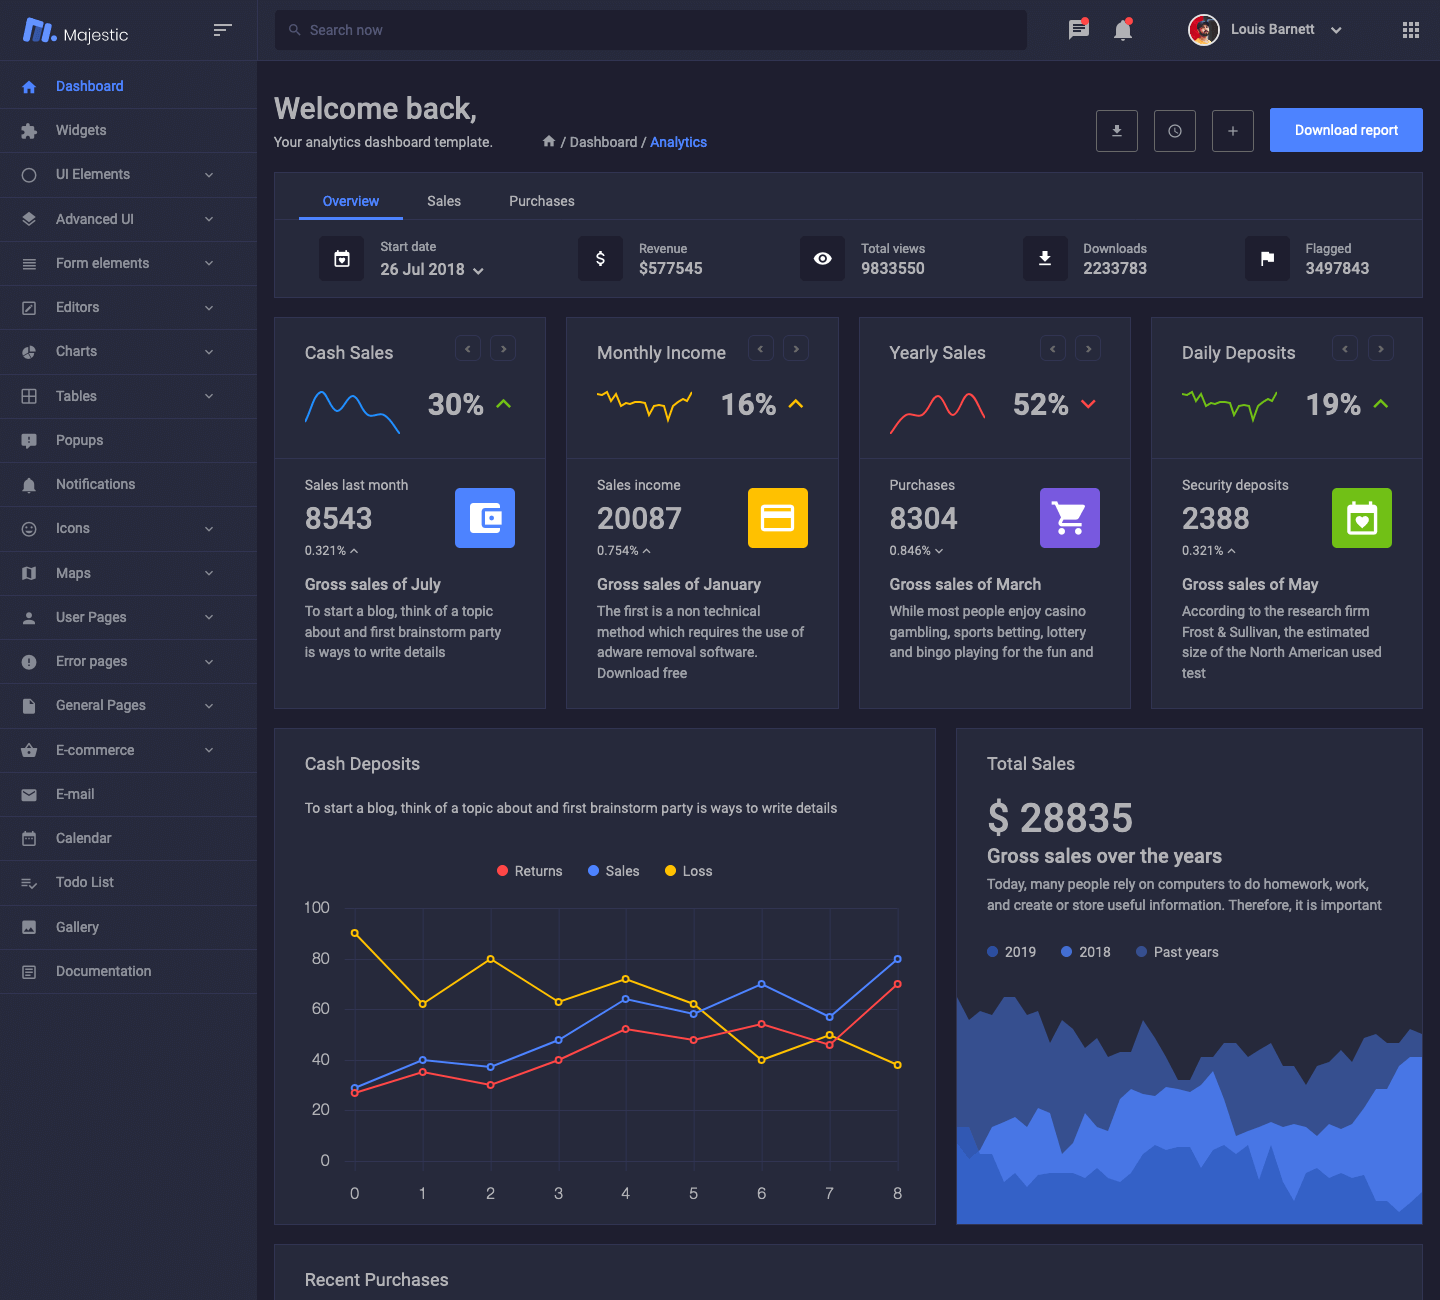 Majestic
Search now
Louis Barnett
Dashboard
Widgets
UI Elements
Advanced UI
Form elements
Editors
Charts
Tables
Popups
Notifications
Icons
Maps
User Pages
Error pages
General Pages
E-commerce
E-mail
Calendar
Todo List
Gallery
Documentation
Welcome back,
Your analytics dashboard template.
/ Dashboard / Analytics
Download report
Overview Sales Purchases
Start date
26 Jul 2018
Revenue
$577545
Total views
9833550
Downloads
2233783
Flagged
3497843
Cash Sales
30%
Sales last month
8543
0.321%
Gross sales of July
To start a blog, think of a topic
about and first brainstorm party
is ways to write details
Monthly Income
16%
Sales income
20087
0.754%
Gross sales of January
The first is a non technical
method which requires the use of
adware removal software.
Download free
Yearly Sales
52%
Purchases
8304
0.846%
Gross sales of March
While most people enjoy casino
gambling, sports betting, lottery
and bingo playing for the fun and
Daily Deposits
19%
Security deposits
2388
0.321%
Gross sales of May
According to the research firm
Frost & Sullivan, the estimated
size of the North American used
test
Cash Deposits
To start a blog, think of a topic about and first brainstorm party is ways to write details
Returns Sales Loss
100
80
60
40
20
0
0 1 2 3 4 5 6 7 8
Total Sales
$ 28835
Gross sales over the years
Today, many people rely on computers to do homework, work,
and create or store useful information. Therefore, it is important
2019 2018 Past years
Recent Purchases